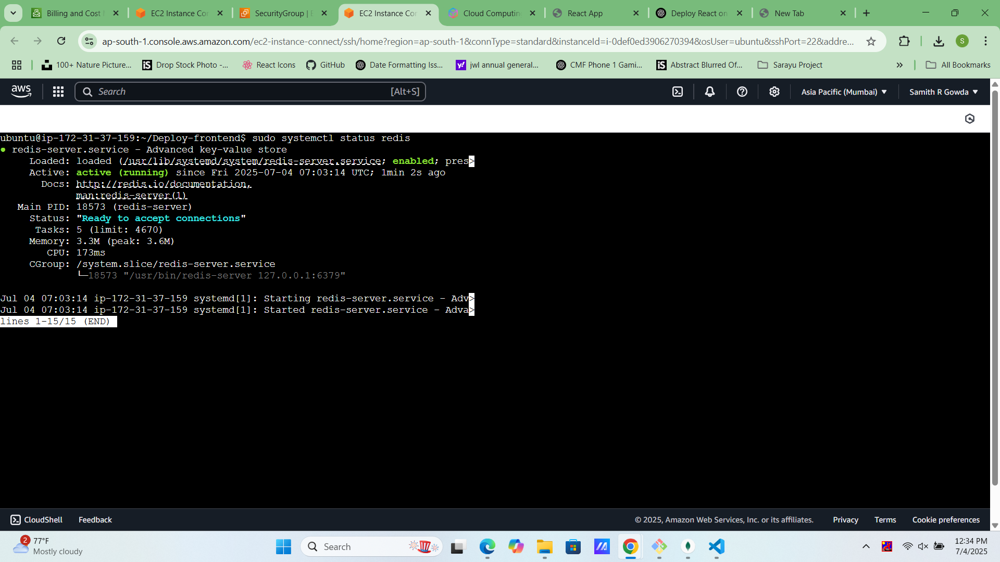 Billing and Cost
EC2 Instance Con
SecurityGroup | E
EC2 Instance Con
Cloud Computing
React App
Deploy React on
New Tab
ap-south-1.console.aws.amazon.com/ec2-instance-connect/ssh/home?region=ap-south-1&connType=standard&instanceId=i-0def0ed3906270394&osUser=ubuntu&sshPort=22&addre...
S
100+ Nature Picture...
Drop Stock Photo -...
React Icons
GitHub
Date Formatting Iss...
jwl annual general...
CMF Phone 1 Gami...
Abstract Blurred Of...
Sarayu Project
All Bookmarks
aws
Search
[Alt+S]
Asia Pacific (Mumbai)
Samith R Gowda
ubuntu@ip-172-31-37-159:~/Deploy-frontend$ sudo systemctl status redis
● redis-server.service - Advanced key-value store
Loaded: loaded (/usr/lib/systemd/system/redis-server.service; enabled; pres>
Active: active (running) since Fri 2025-07-04 07:03:14 UTC; 1min 2s ago
Docs: http://redis.io/documentation,
man:redis-server(1)
Main PID: 18573 (redis-server)
Status: "Ready to accept connections"
Tasks: 5 (limit: 4670)
Memory: 3.3M (peak: 3.6M)
CPU: 173ms
CGroup: /system.slice/redis-server.service
└─18573 "/usr/bin/redis-server 127.0.0.1:6379"
Jul 04 07:03:14 ip-172-31-37-159 systemd[1]: Starting redis-server.service - Adv>
Jul 04 07:03:14 ip-172-31-37-159 systemd[1]: Started redis-server.service - Adva>
lines 1-15/15 (END)
CloudShell
Feedback
© 2025, Amazon Web Services, Inc. or its affiliates.
Privacy
Terms
Cookie preferences
2
77°F
Mostly cloudy
Search
12:34 PM
7/4/2025